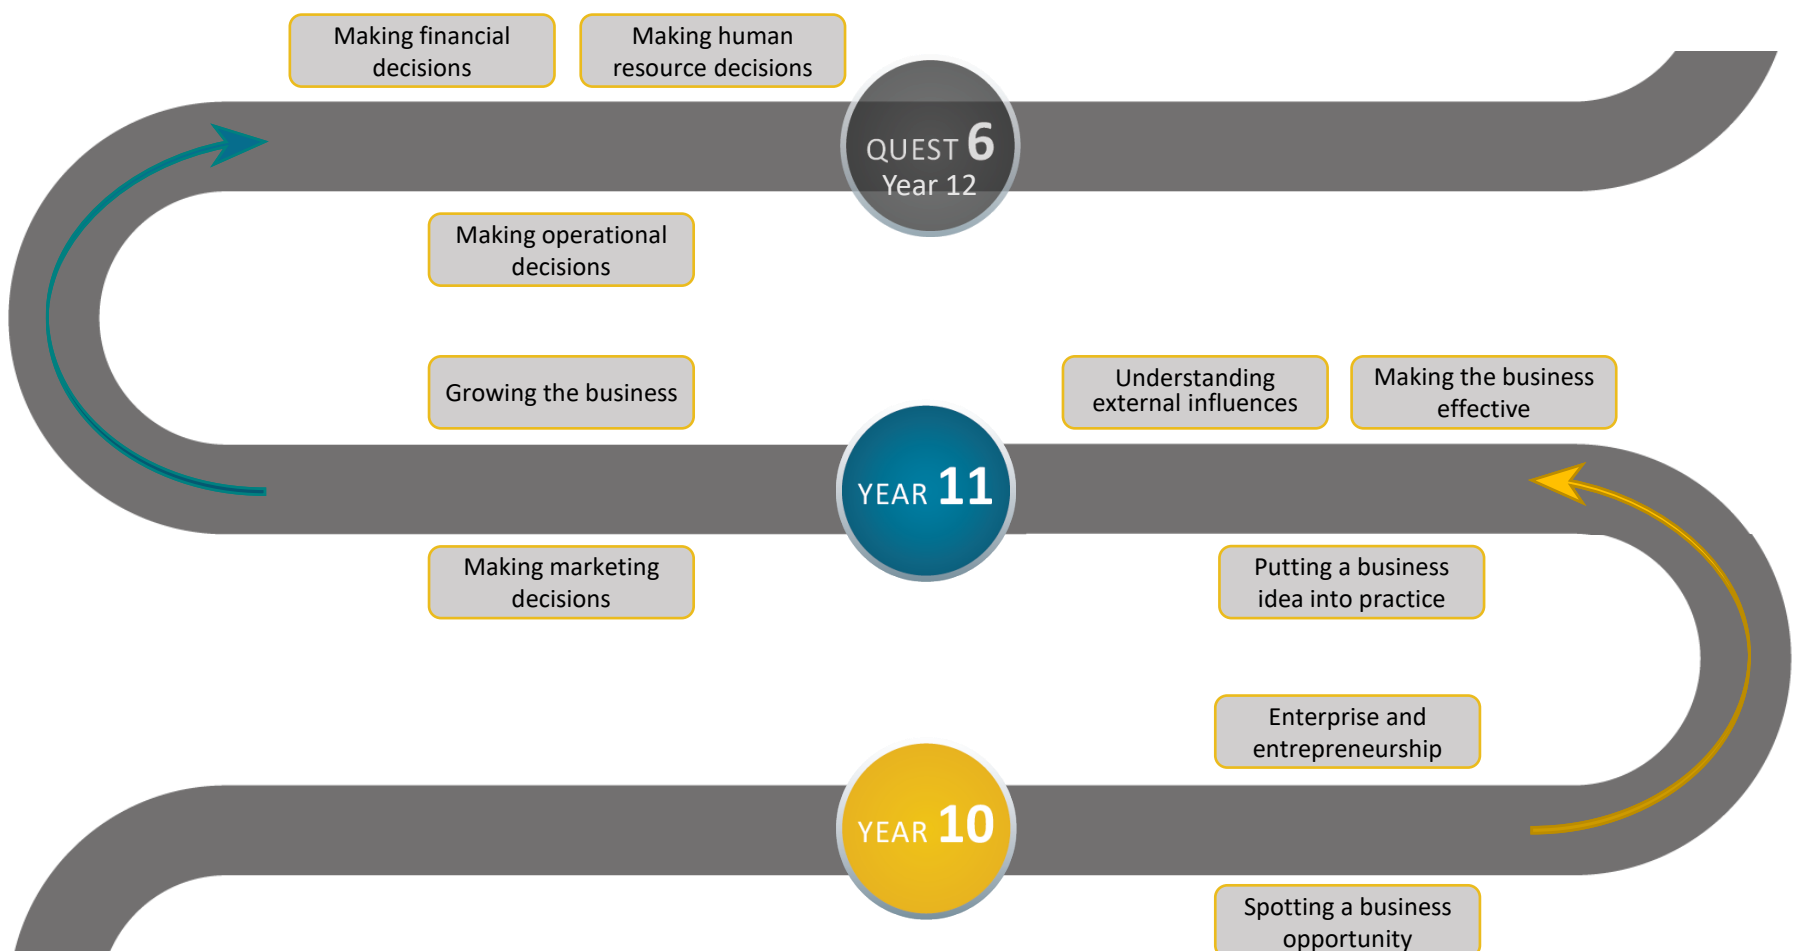 Making financial
decisions
Making human
resource decisions
QUEST 6
Year 12
Making operational
decisions
Growing the business
Understanding
external influences
Making the business
effective
YEAR 11
Making marketing
decisions
Putting a business
idea into practice
Enterprise and
entrepreneurship
YEAR 10
Spotting a business
opportunity